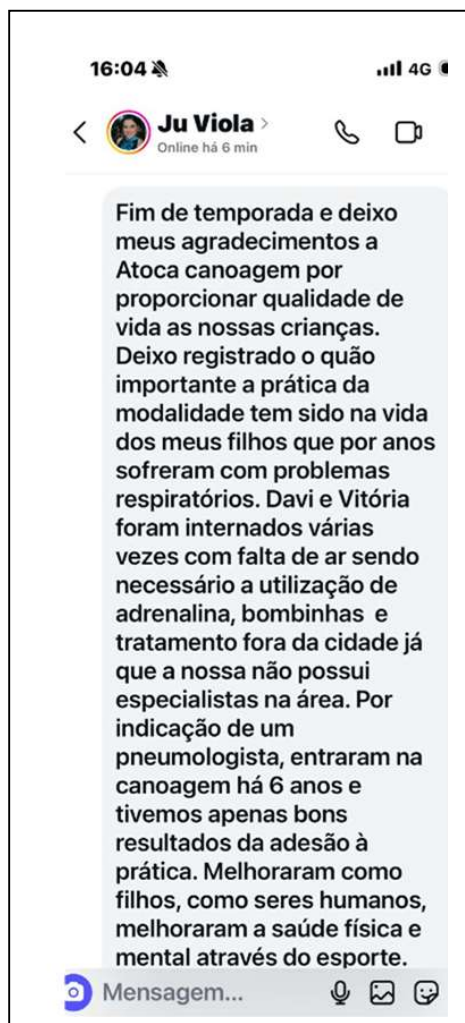 16:04
4G
Ju Viola
Online há 6 min
Fim de temporada e deixo
meus agradecimentos a
Atoca canoagem por
proporcionar qualidade de
vida as nossas crianças.
Deixo registrado o quão
importante a prática da
modalidade tem sido na vida
dos meus filhos que por anos
sofreram com problemas
respiratórios. Davi e Vitória
foram internados várias
vezes com falta de ar sendo
necessário a utilização de
adrenalina, bombinhas e
tratamento fora da cidade já
que a nossa não possui
especialistas na área. Por
indicação de um
pneumologista, entraram na
canoagem há 6 anos e
tivemos apenas bons
resultados da adesão à
prática. Melhoraram como
filhos, como seres humanos,
melhoraram a saúde física e
mental através do esporte.
Mensagem...